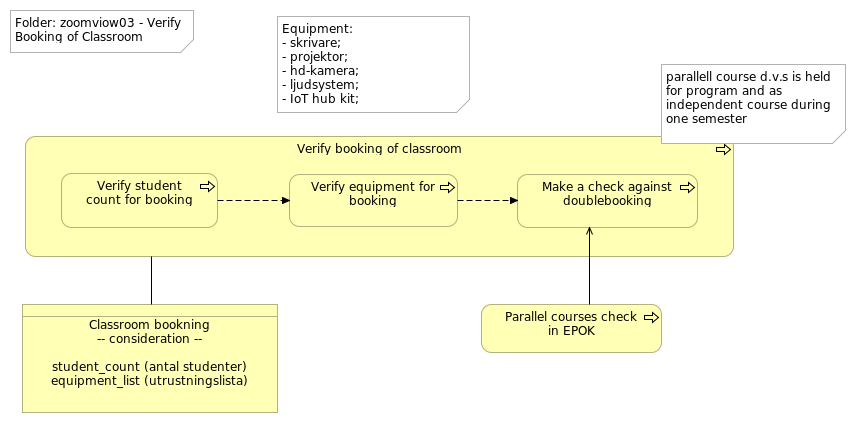 Folder: zoomviow03 - Verify
Booking of Classroom
Equipment:
- skrivare;
- projektor;
- hd-kamera;
- ljudsystem;
- IoT hub kit;
parallell course d.v.s is held
for program and as
independent course during
one semester
Verify booking of classroom
Verify student
count for booking
Verify equipment for
booking
Make a check against
doublebooking
Classroom bookning
-- consideration --
student_count (antal studenter)
equipment_list (utrustningslista)
Parallel courses check
in EPOK